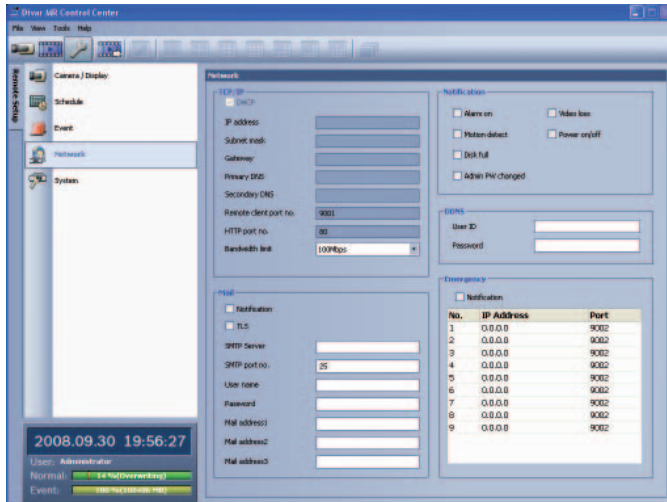 Divar MR Control Center
File View Tools Help
Remote Setup
Camera / Display
Schedule
Event
Network
System
Network
TCP/IP
DHCP
IP address
Subnet mask
Gateway
Primary DNS
Secondary DNS
Remote client port no. 9001
HTTP port no. 80
Bandwidth limit 100Mbps
Mail
Notification
TLS
SMTP Server
SMTP port no. 25
User name
Password
Mail address1
Mail address2
Mail address3
Notification
Alarm on Video loss
Motion detect Power on/off
Disk full
Admin PW changed
DDNS
User ID
Password
Emergency
Notification
No. IP Address Port
1 0.0.0.0 9002
2 0.0.0.0 9002
3 0.0.0.0 9002
4 0.0.0.0 9002
5 0.0.0.0 9002
6 0.0.0.0 9002
7 0.0.0.0 9002
8 0.0.0.0 9002
9 0.0.0.0 9002
2008.09.30 19:56:27
User: Administrator
Normal: 14 %(Overwriting)
Event: